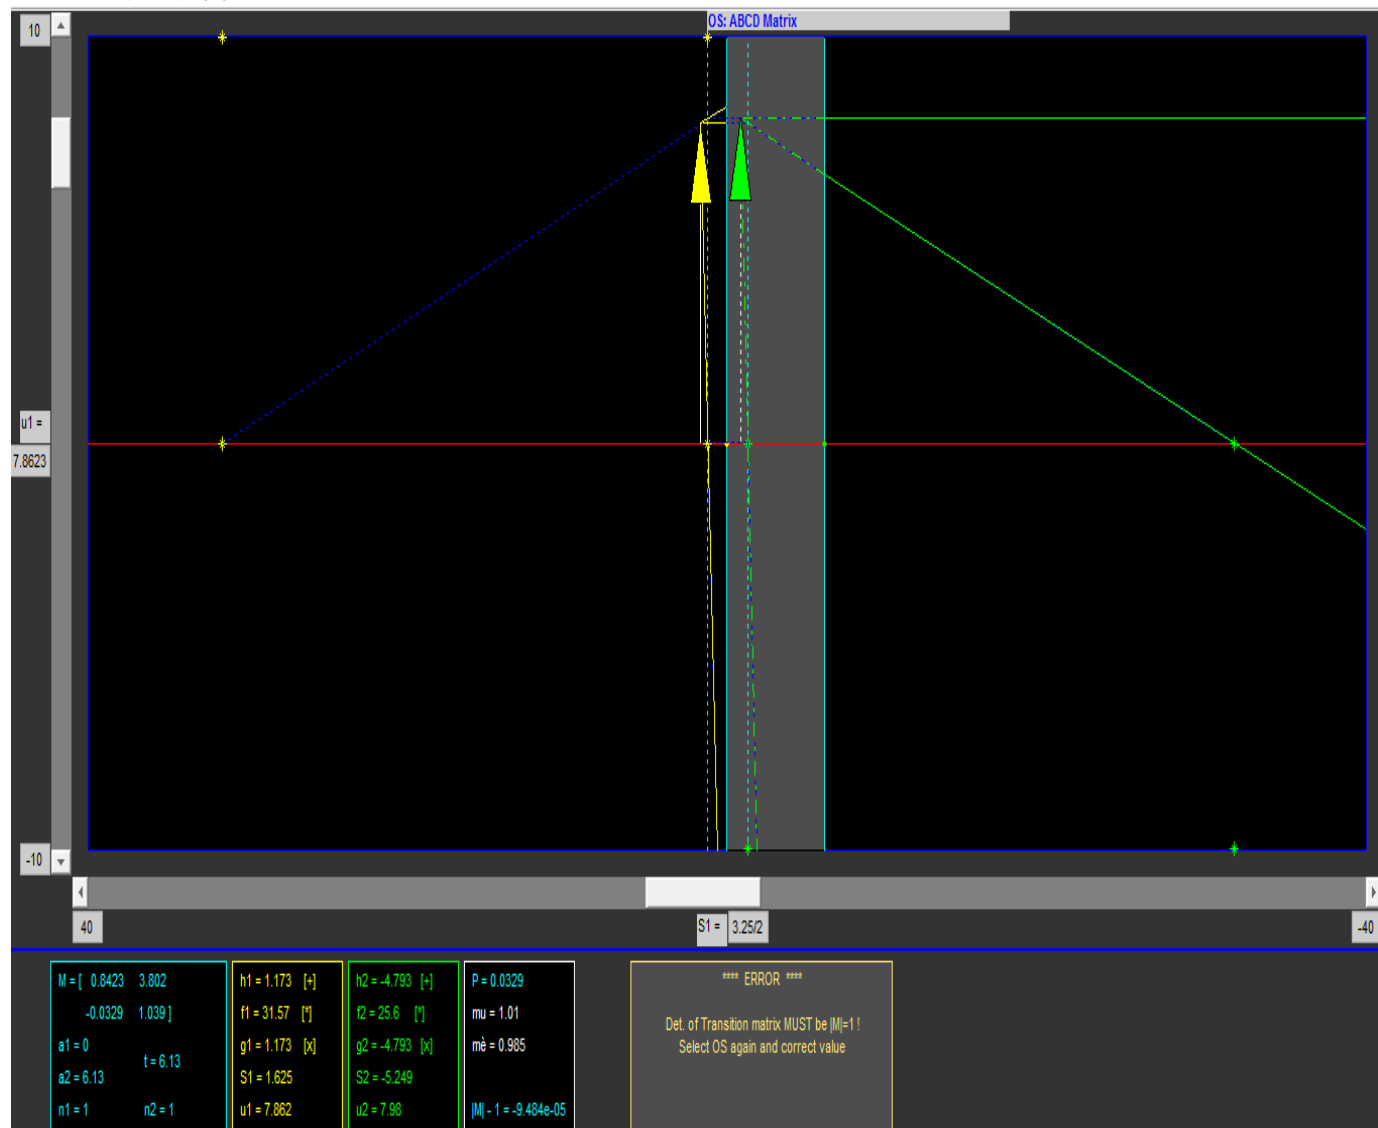 OS: ABCD Matrix
10
u1 =
7.8623
-10
40
S1 =
3.25/2
-40
M = [ 0.8423 3.802
-0.0329 1.039 ]
a1 = 0
t = 6.13
a2 = 6.13
n1 = 1 n2 = 1
h1 = 1.173 [+]
f1 = 31.57 [*]
g1 = 1.173 [x]
S1 = 1.625
u1 = 7.862
h2 = -4.793 [+]
f2 = 25.6 [*]
g2 = -4.793 [x]
S2 = -5.249
u2 = 7.98
P = 0.0329
mu = 1.01
mè = 0.985
|M| - 1 = -9.484e-05
**** ERROR ****
Det. of Transition matrix MUST be |M|=1 !
Select OS again and correct value